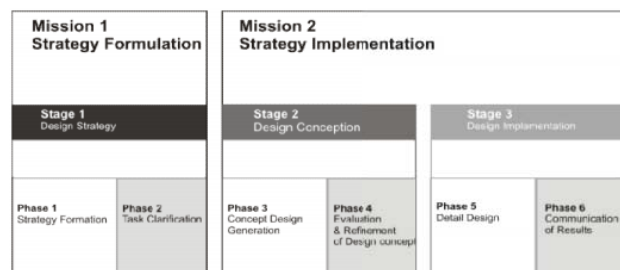 Mission 1
Strategy Formulation
Mission 2
Strategy Implementation
Stage 1
Design Strategy
Stage 2
Design Conception
Stage 3
Design Implementation
Phase 1
Strategy Formation
Phase 2
Task Clarification
Phase 3
Concept Design
Generation
Phase 4
Evaluation
& Refinement
of Design concept
Phase 5
Detail Design
Phase 6
Communication
of Results